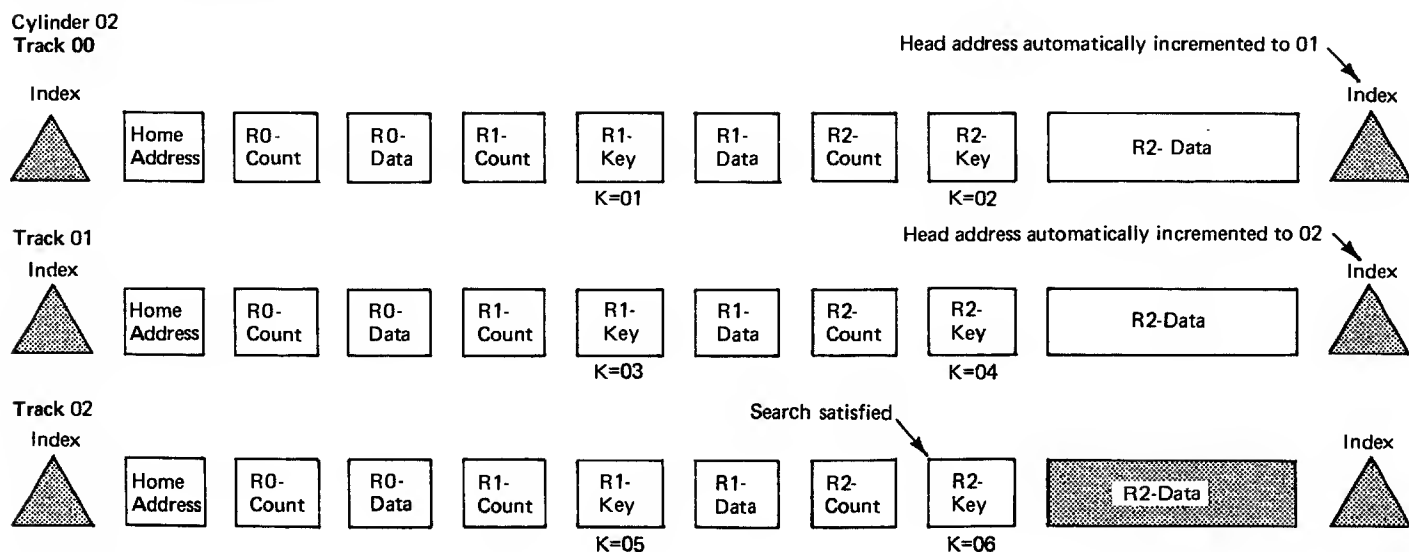 Cylinder 02
Track 00
Head address automatically incremented to 01
Index
Index
Home Address
R0-Count
R0-Data
R1-Count
R1-Key
R1-Data
R2-Count
R2-Key
R2- Data
K=01
K=02
Track 01
Head address automatically incremented to 02
Index
Index
Home Address
R0-Count
R0-Data
R1-Count
R1-Key
R1-Data
R2-Count
R2-Key
R2-Data
K=03
K=04
Track 02
Search satisfied
Index
Index
Home Address
R0-Count
R0-Data
R1-Count
R1-Key
R1-Data
R2-Count
R2-Key
R2-Data
K=05
K=06